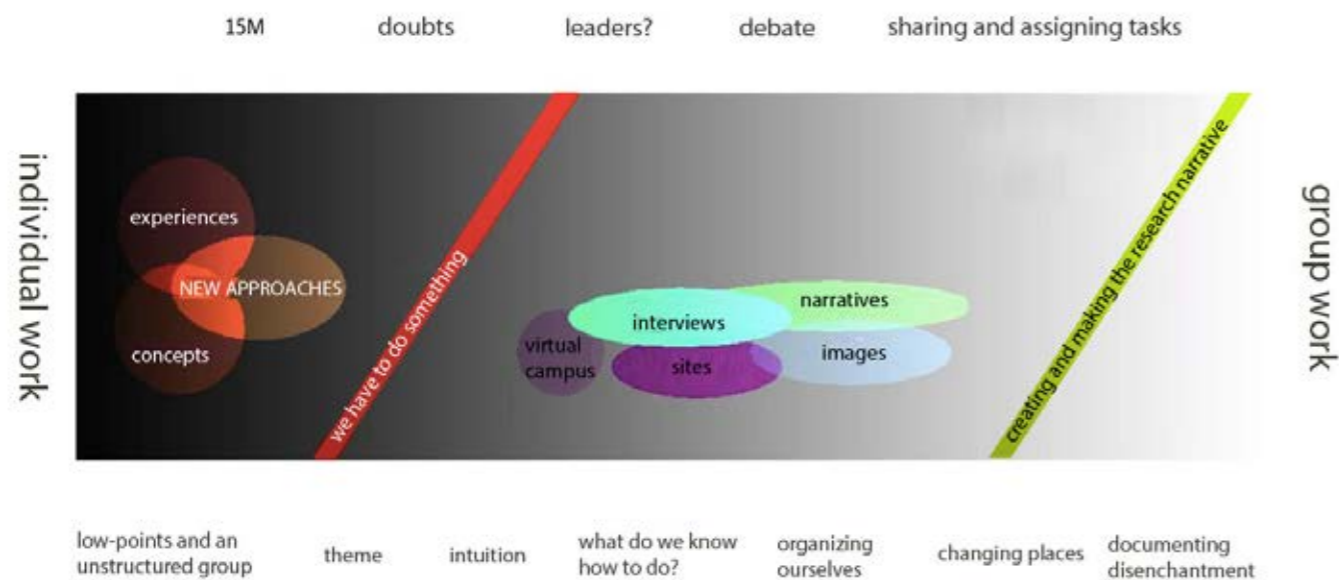 15M doubts leaders? debate sharing and assigning tasks
individual work
experiences
NEW APPROACHES
concepts
we have to do something
narratives
interviews
virtual
campus
sites
images
creating and making the research narrative
group work
low-points and an
unstructured group
theme
intuition
what do we know
how to do?
organizing
ourselves
changing places
documenting
disenchantment